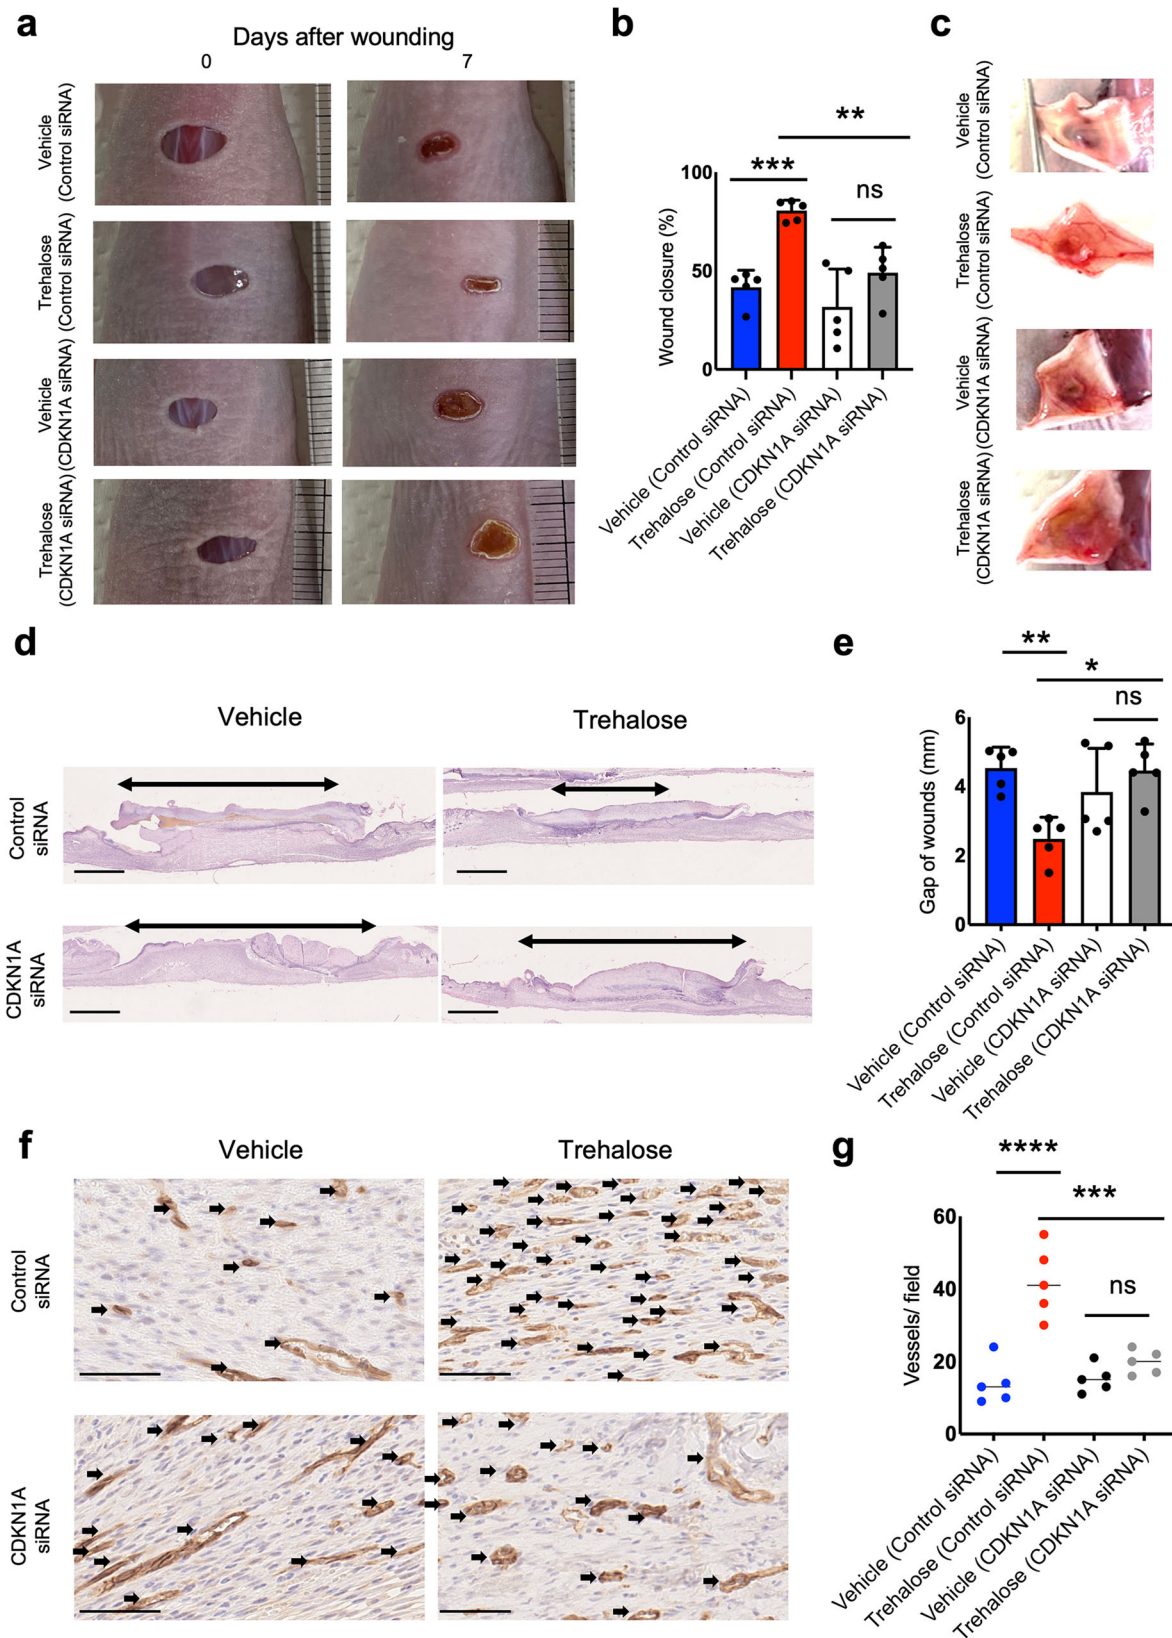 a
Days after wounding
0
7
Vehicle
(Control siRNA)
Trehalose
(Control siRNA)
Vehicle
(CDKN1A siRNA)
Trehalose
(CDKN1A siRNA)
b
**
***
ns
Wound closure (%)
100
50
0
Vehicle (Control siRNA)
Trehalose (Control siRNA)
Vehicle (CDKN1A siRNA)
Trehalose (CDKN1A siRNA)
c
Vehicle
(Control siRNA)
Trehalose
(Control siRNA)
Vehicle
(CDKN1A siRNA)
Trehalose
(CDKN1A siRNA)
d
Vehicle
Trehalose
Control
siRNA
CDKN1A
siRNA
e
**
*
ns
Gap of wounds (mm)
6
4
2
0
Vehicle (Control siRNA)
Trehalose (Control siRNA)
Vehicle (CDKN1A siRNA)
Trehalose (CDKN1A siRNA)
f
Vehicle
Trehalose
Control
siRNA
CDKN1A
siRNA
g
****
***
ns
Vessels/ field
60
40
20
0
Vehicle (Control siRNA)
Trehalose (Control siRNA)
Vehicle (CDKN1A siRNA)
Trehalose (CDKN1A siRNA)